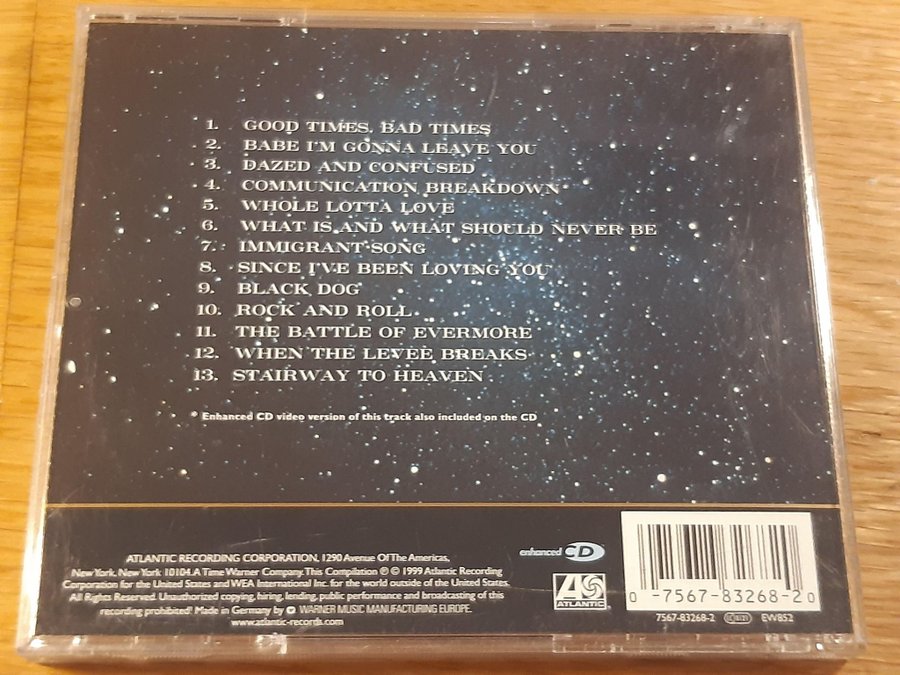 1. GOOD TIMES, BAD TIMES
2. BABE I'M GONNA LEAVE YOU
3. DAZED AND CONFUSED
4. COMMUNICATION BREAKDOWN*
5. WHOLE LOTTA LOVE
6. WHAT IS AND WHAT SHOULD NEVER BE
7. IMMIGRANT SONG
8. SINCE I'VE BEEN LOVING YOU
9. BLACK DOG
10. ROCK AND ROLL
11. THE BATTLE OF EVERMORE
12. WHEN THE LEVEE BREAKS
13. STAIRWAY TO HEAVEN
* Enhanced CD video version of this track also included on the CD
ATLANTIC RECORDING CORPORATION, 1290 Avenue Of The Americas,
New York, New York 10104. A Time Warner Company. This Compilation ℗ © 1999 Atlantic Recording
Corporation for the United States and WEA International Inc. for the world outside of the United States.
All Rights Reserved. Unauthorized copying, hiring, lending, public performance and broadcasting of this
recording prohibited! Made in Germany by WARNER MUSIC MANUFACTURING EUROPE.
www.atlantic-records.com
enhanced CD
ATLANTIC
0 -7567-83268-2 0
7567-83268-2 EW852